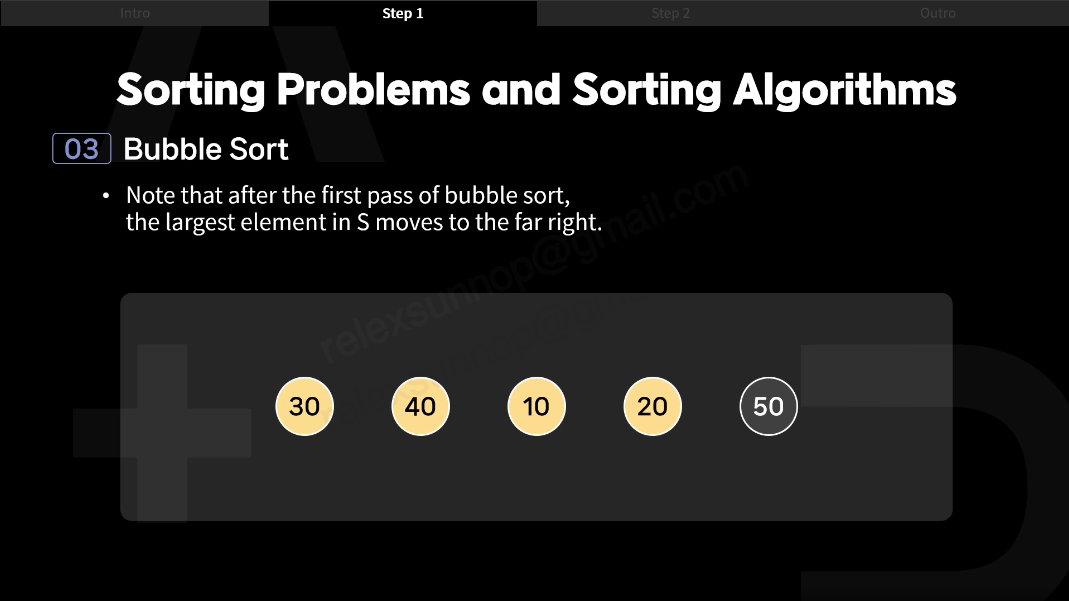 Intro Step 1 Step 2 Outro
Sorting Problems and Sorting Algorithms
03 Bubble Sort
• Note that after the first pass of bubble sort,
the largest element in S moves to the far right.
relexsunnop@gmail.com
30 40 10 20 50